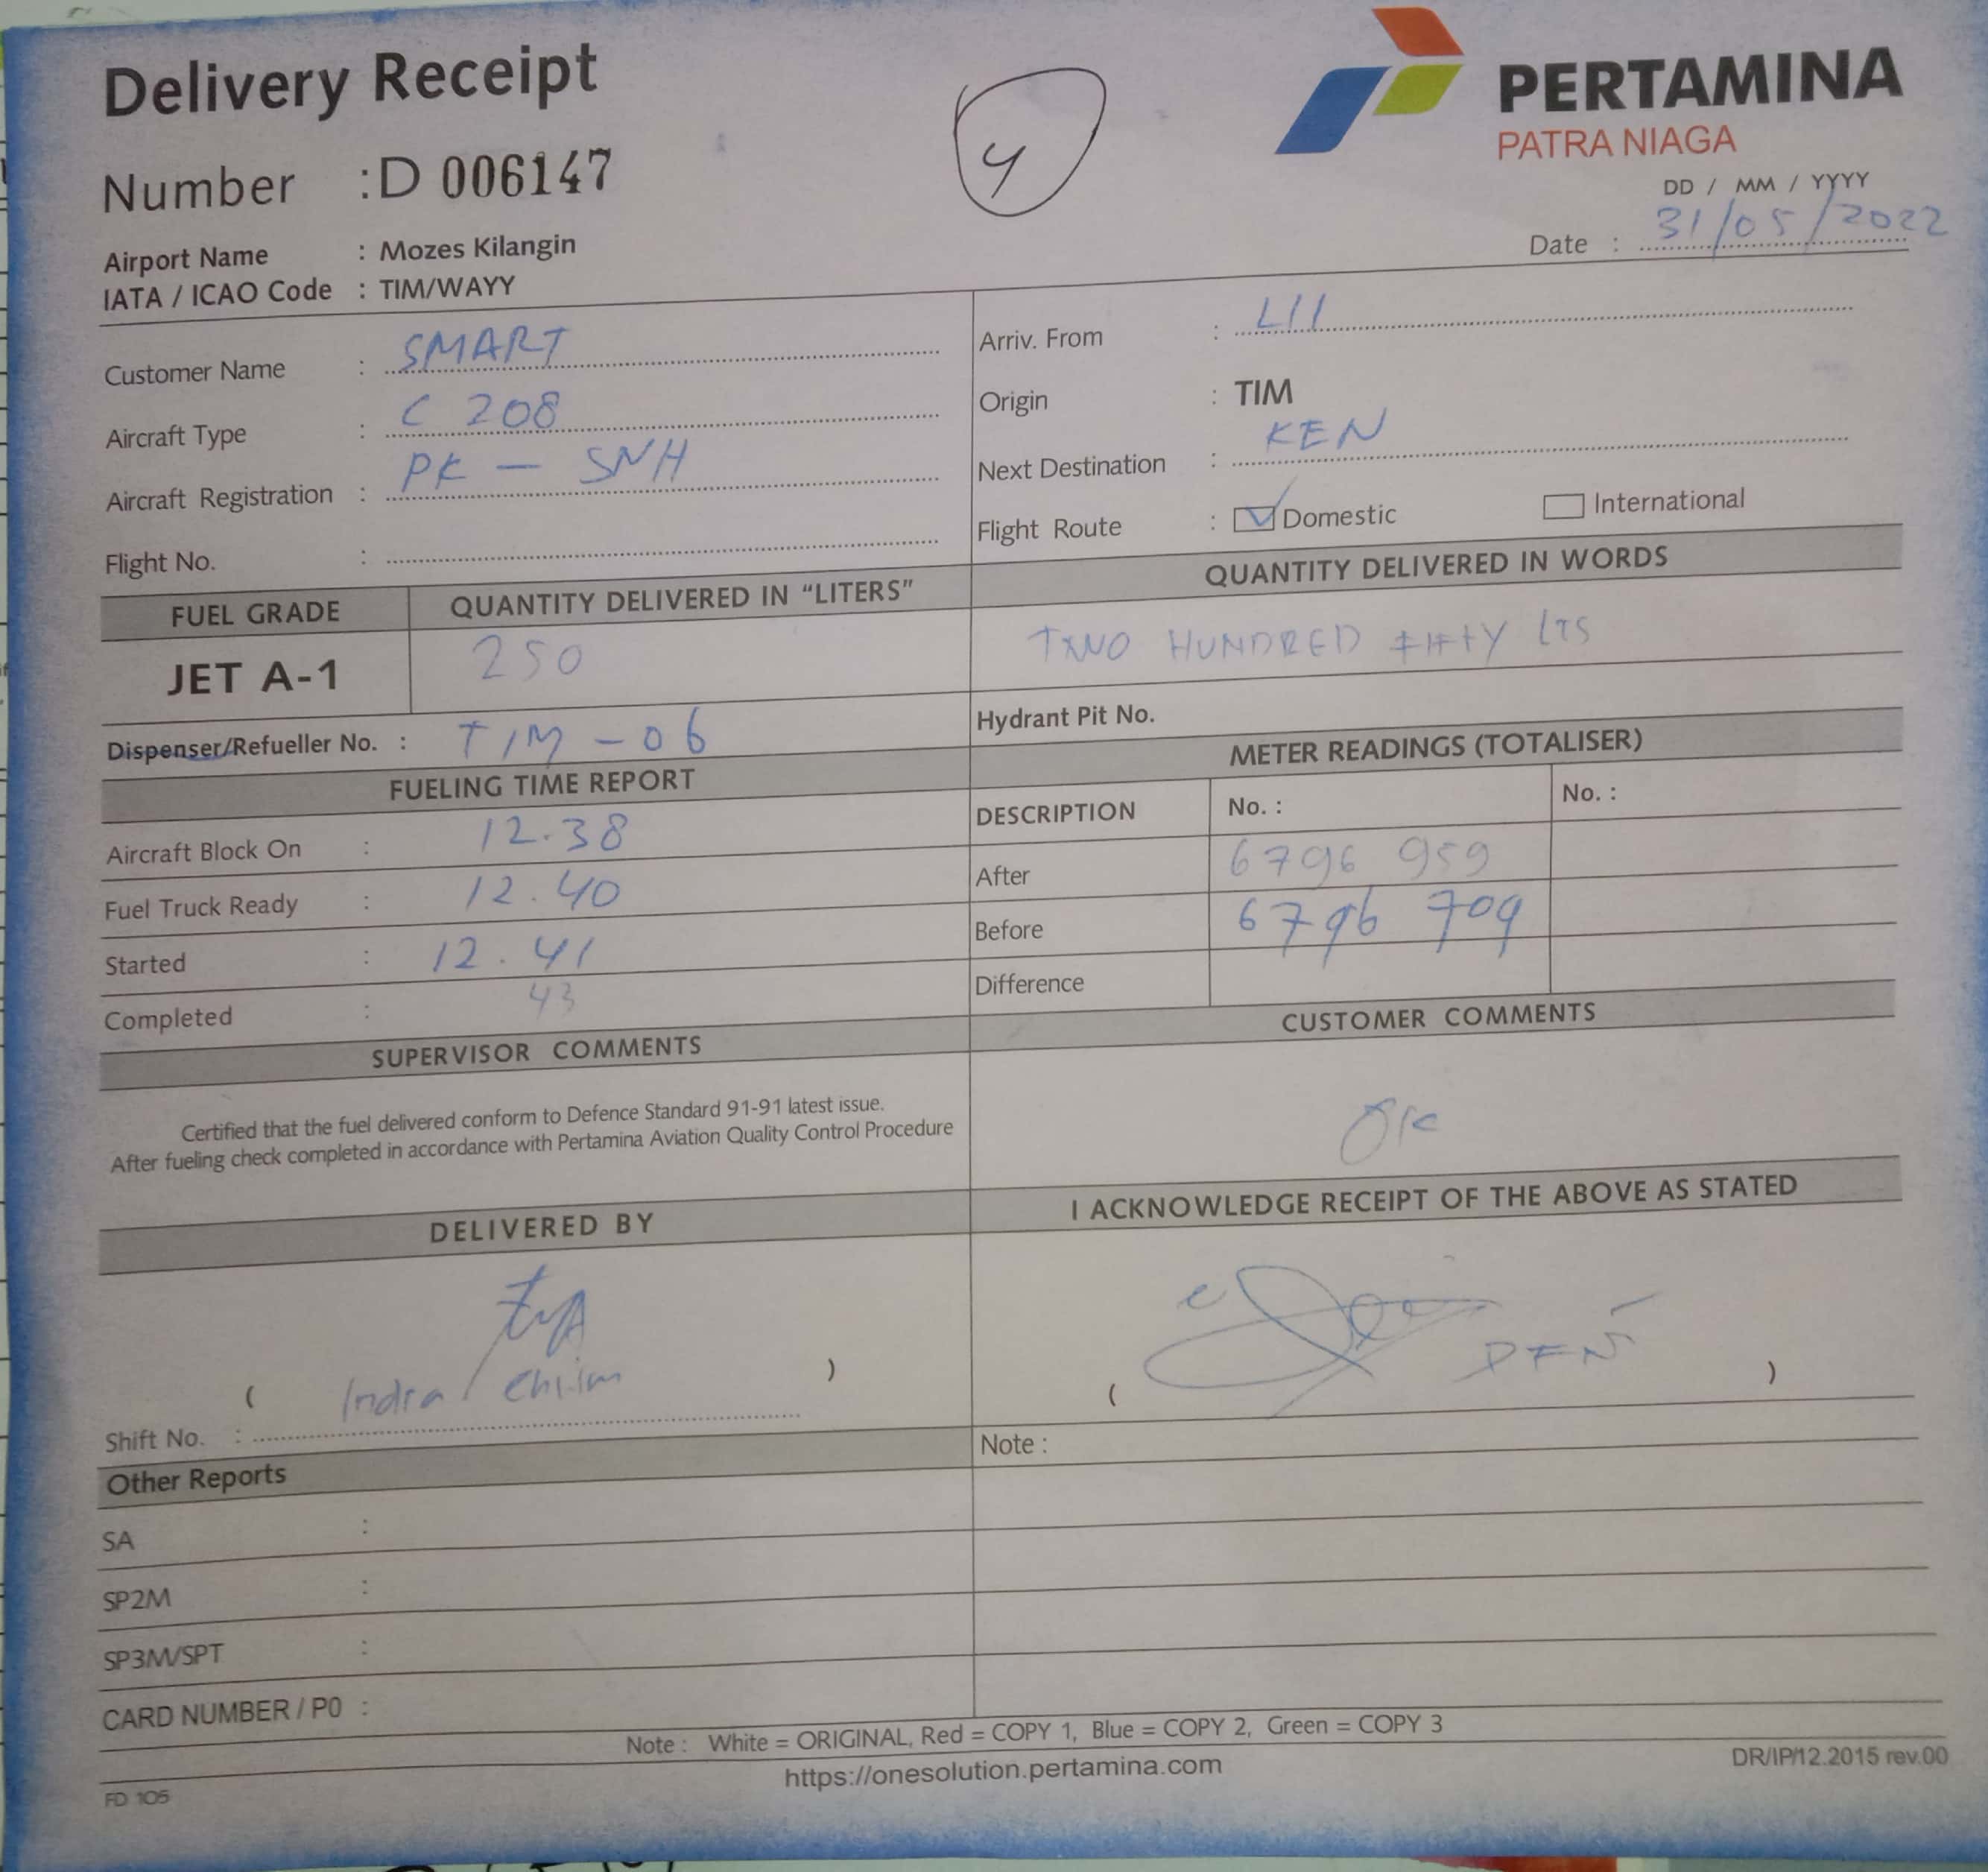 Delivery Receipt
Number : D 006147
4
PERTAMINA
PATRA NIAGA
DD / MM / YYYY
Date : 31/05/2022
Airport Name : Mozes Kilangin
IATA / ICAO Code : TIM/WAYY
Customer Name : SMART
Aircraft Type : C 208
Aircraft Registration : PK - SNH
Flight No. :
Arriv. From : LII
Origin : TIM
Next Destination : KEN
Flight Route : Domestic International
FUEL GRADE QUANTITY DELIVERED IN "LITERS" QUANTITY DELIVERED IN WORDS
JET A-1 250 TWO HUNDRED FIFTY LTS
Dispenser/Refueller No. : TIM - 06
Hydrant Pit No.
FUELING TIME REPORT
Aircraft Block On : 12.38
Fuel Truck Ready : 12.40
Started : 12.41
Completed : 43
METER READINGS (TOTALISER)
DESCRIPTION No. : No. :
After 6796 959
Before 6796 709
Difference
SUPERVISOR COMMENTS
Certified that the fuel delivered conform to Defence Standard 91-91 latest issue.
After fueling check completed in accordance with Pertamina Aviation Quality Control Procedure
CUSTOMER COMMENTS
OK
DELIVERED BY
( Indra / )
Shift No. :
I ACKNOWLEDGE RECEIPT OF THE ABOVE AS STATED
( )
Note :
Other Reports
SA :
SP2M :
SP3M/SPT :
CARD NUMBER / P0 :
Note : White = ORIGINAL, Red = COPY 1, Blue = COPY 2, Green = COPY 3
https://onesolution.pertamina.com
FD 105
DR/IP/12.2015 rev.00